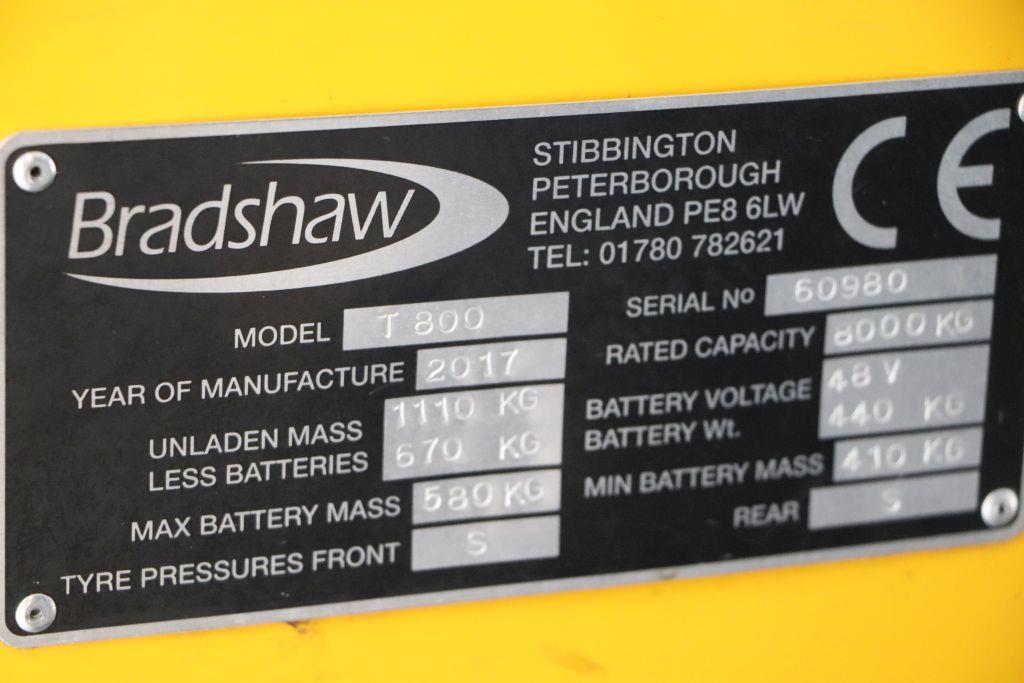 Bradshaw
STIBBINGTON
PETERBOROUGH
ENGLAND PE8 6LW
TEL: 01780 782621
CE
MODEL T 800
SERIAL Nº 60980
YEAR OF MANUFACTURE 2017
RATED CAPACITY 8000 KG
UNLADEN MASS 1110 KG
LESS BATTERIES 670 KG
BATTERY VOLTAGE 48 V
BATTERY Wt. 440 KG
MAX BATTERY MASS 580 KG
MIN BATTERY MASS 410 KG
TYRE PRESSURES FRONT S
REAR S